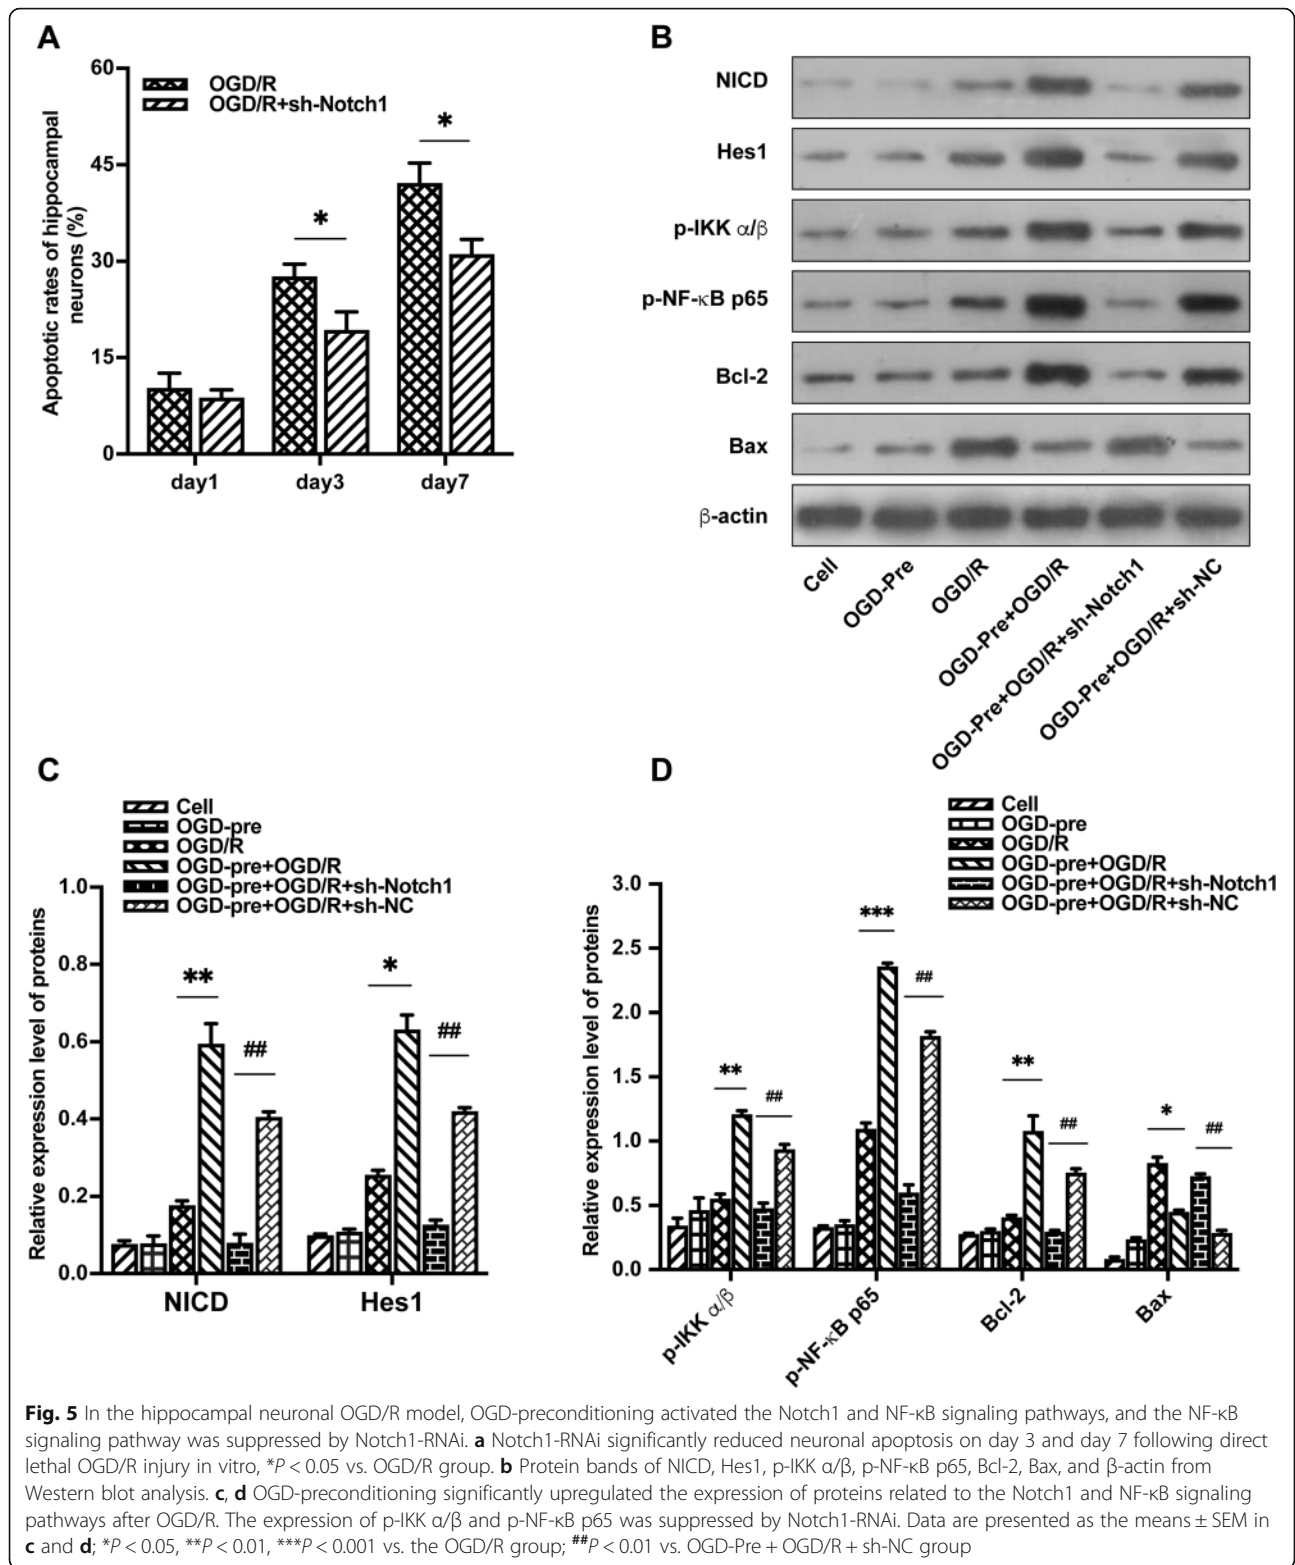 A
60
45
30
15
0
Apoptotic rates of hippocampal
neurons (%)
OGD/R
OGD/R+sh-Notch1
*
*
day1
day3
day7
B
NICD
Hes1
p-IKK α/β
p-NF-κB p65
Bcl-2
Bax
β-actin
Cell
OGD-Pre
OGD/R
OGD-Pre+OGD/R
OGD-Pre+OGD/R+sh-Notch1
OGD-Pre+OGD/R+sh-NC
C
Cell
OGD-pre
OGD/R
OGD-pre+OGD/R
OGD-pre+OGD/R+sh-Notch1
OGD-pre+OGD/R+sh-NC
Relative expression level of proteins
1.0
0.8
0.6
0.4
0.2
0.0
**
##
*
##
NICD
Hes1
D
Cell
OGD-pre
OGD/R
OGD-pre+OGD/R
OGD-pre+OGD/R+sh-Notch1
OGD-pre+OGD/R+sh-NC
Relative expression level of proteins
3.0
2.5
2.0
1.5
1.0
0.5
0.0
**
##
***
##
**
##
*
##
p-IKK α/β
p-NF-κB p65
Bcl-2
Bax
Fig. 5 In the hippocampal neuronal OGD/R model, OGD-preconditioning activated the Notch1 and NF-κB signaling pathways, and the NF-κB
signaling pathway was suppressed by Notch1-RNAi. a Notch1-RNAi significantly reduced neuronal apoptosis on day 3 and day 7 following direct
lethal OGD/R injury in vitro, *P < 0.05 vs. OGD/R group. b Protein bands of NICD, Hes1, p-IKK α/β, p-NF-κB p65, Bcl-2, Bax, and β-actin from
Western blot analysis. c, d OGD-preconditioning significantly upregulated the expression of proteins related to the Notch1 and NF-κB signaling
pathways after OGD/R. The expression of p-IKK α/β and p-NF-κB p65 was suppressed by Notch1-RNAi. Data are presented as the means ± SEM in
c and d; *P < 0.05, **P < 0.01, ***P < 0.001 vs. the OGD/R group; ##P < 0.01 vs. OGD-Pre + OGD/R + sh-NC group